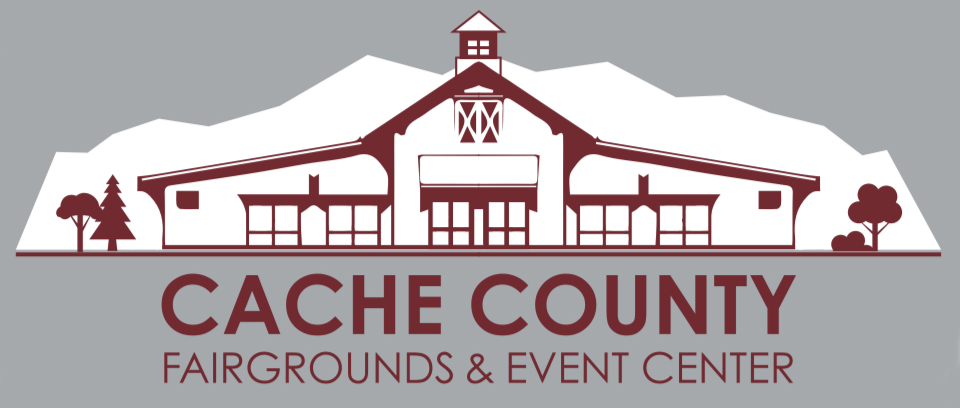 CACHE COUNTY
FAIRGROUNDS & EVENT CENTER